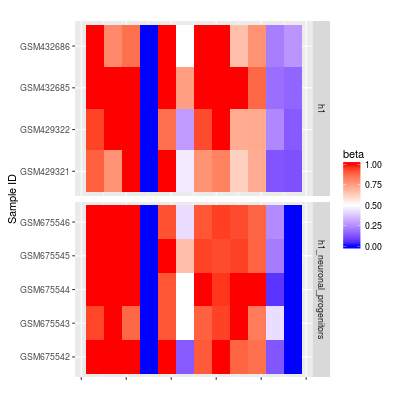 Sample ID
GSM432686
GSM432685
GSM429322
GSM429321
h1
GSM675546
GSM675545
GSM675544
GSM675543
GSM675542
h1_neuronal_progenitors
beta
1.00
0.75
0.50
0.25
0.00